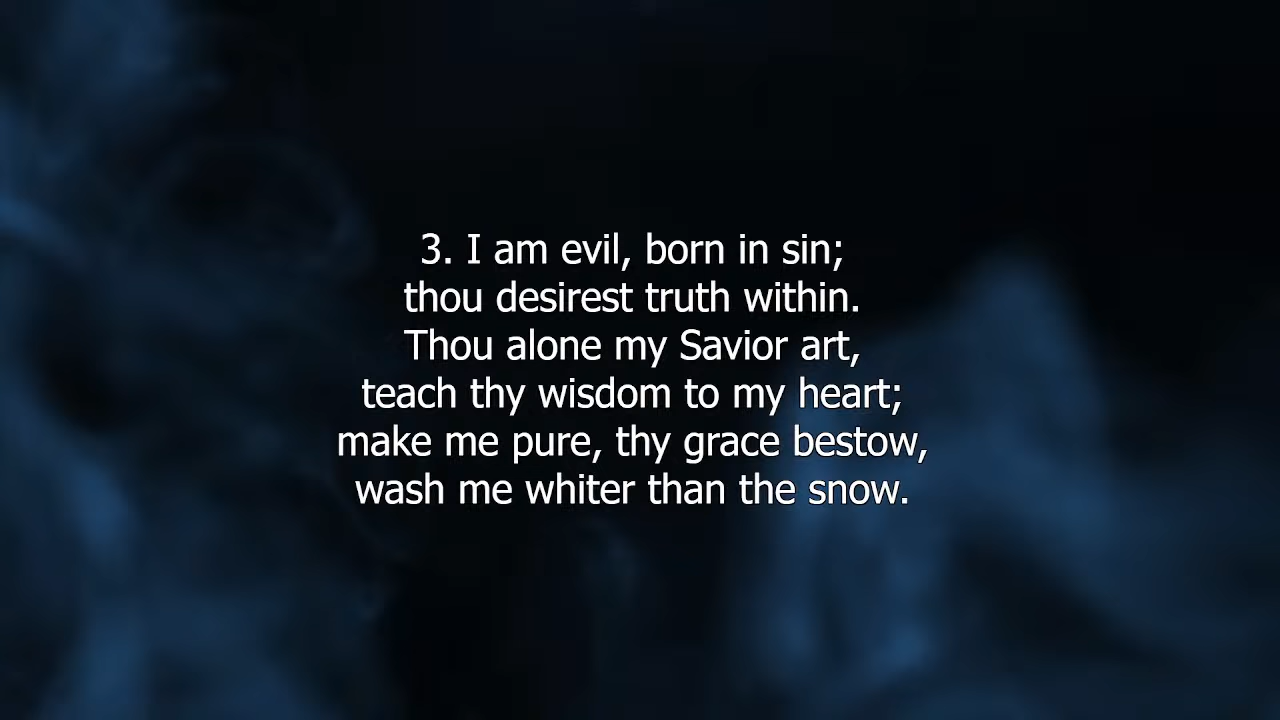 3. I am evil, born in sin;
thou desirest truth within.
Thou alone my Savior art,
teach thy wisdom to my heart;
make me pure, thy grace bestow,
wash me whiter than the snow.